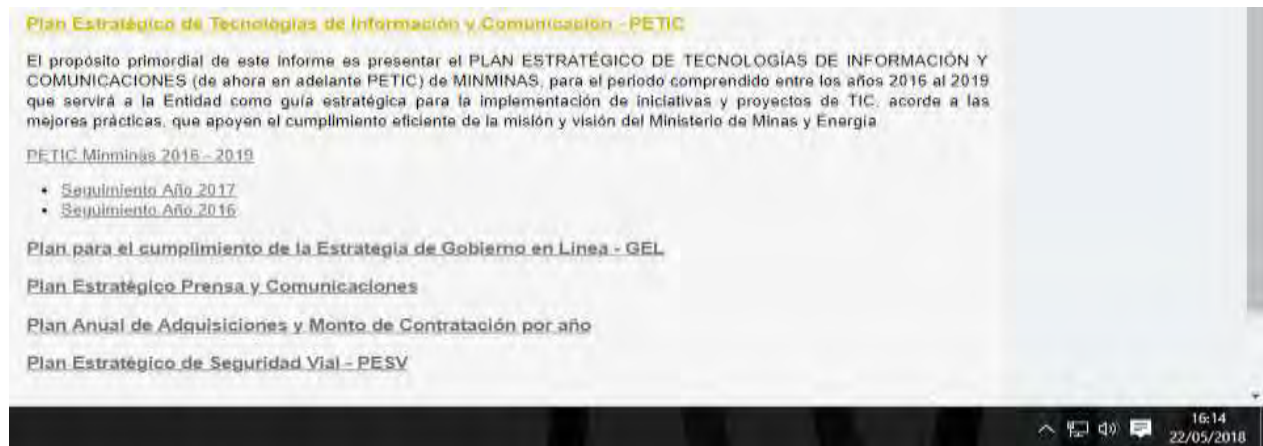 Plan Estratégico de Tecnologías de Información y Comunicación - PETIC
El propósito primordial de este informe es presentar el PLAN ESTRATÉGICO DE TECNOLOGÍAS DE INFORMACIÓN Y
COMUNICACIONES (de ahora en adelante PETIC) de MINMINAS, para el periodo comprendido entre los años 2016 al 2019
que servirá a la Entidad como guía estratégica para la implementación de iniciativas y proyectos de TIC, acorde a las
mejores prácticas, que apoyen el cumplimiento eficiente de la misión y visión del Ministerio de Minas y Energía
PETIC Minminas 2016 - 2019
• Seguimiento Año 2017
• Seguimiento Año 2016
Plan para el cumplimiento de la Estrategia de Gobierno en Línea - GEL
Plan Estratégico Prensa y Comunicaciones
Plan Anual de Adquisiciones y Monto de Contratación por año
Plan Estratégico de Seguridad Vial - PESV
16:14
22/05/2018